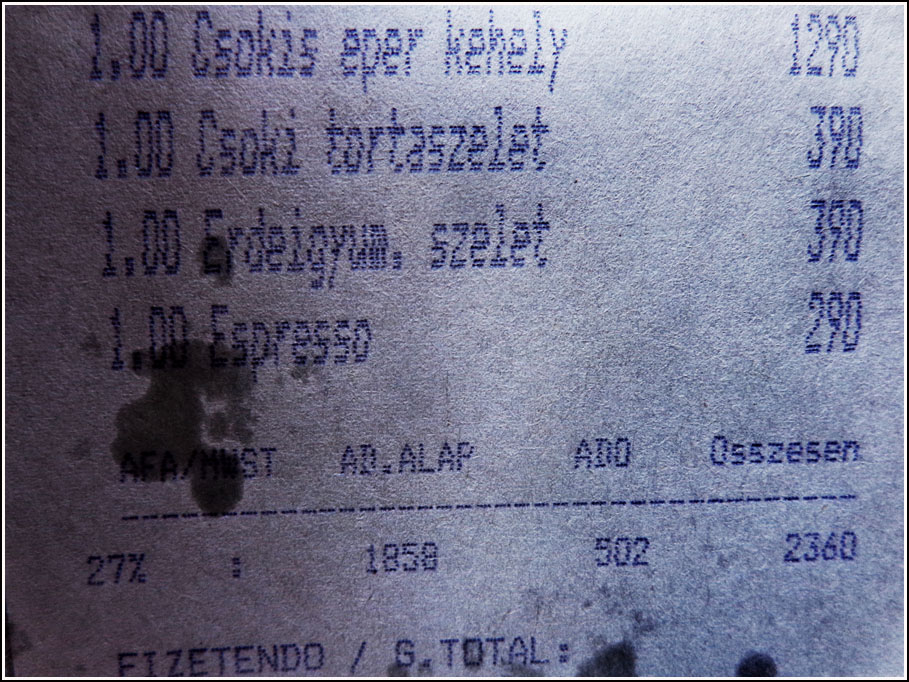 1.00 Csokis eper kehely 1290
1.00 Csoki tortaszelet 390
1.00 Erdeigyum. szelet 390
1.00 Espresso 290
AFA/MWST AD.ALAP ADO Osszesen
27% : 1858 502 2360
FIZETENDO / G.TOTAL: